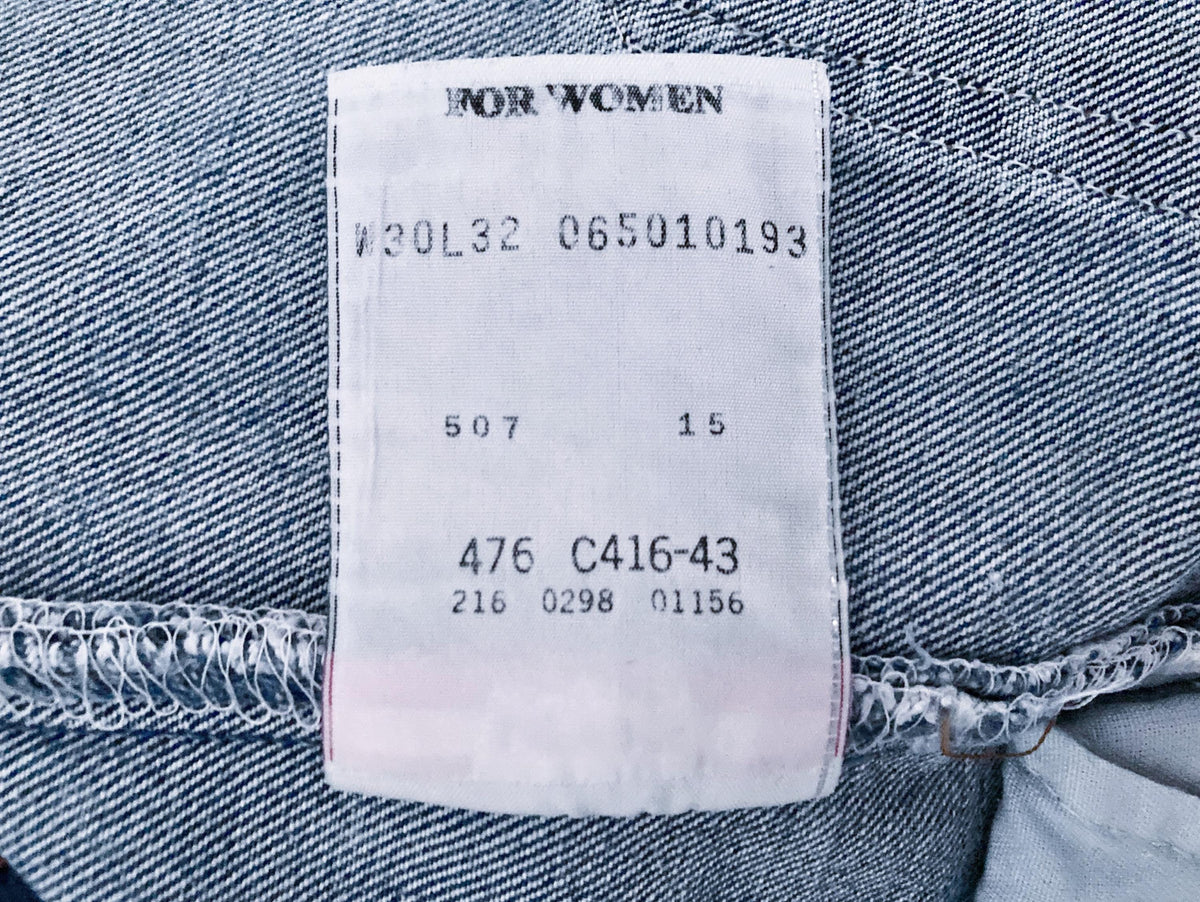 FOR WOMEN
W30L32 065010193
507 15
476 C416-43
216 0298 01156